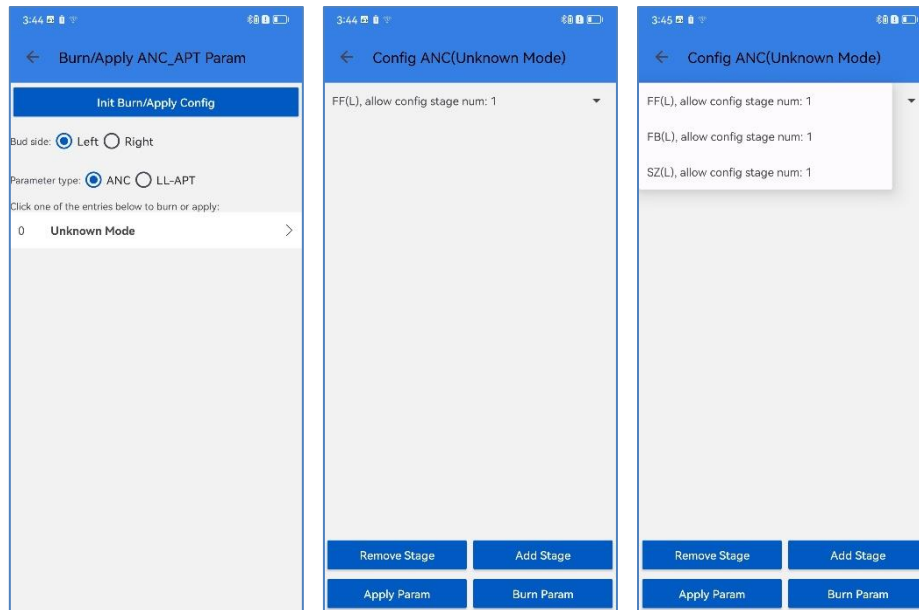 3:44
Burn/Apply ANC_APT Param
Init Burn/Apply Config
Bud side: Left Right
Parameter type: ANC LL-APT
Click one of the entries below to burn or apply:
0 Unknown Mode
3:44
Config ANC(Unknown Mode)
FF(L), allow config stage num: 1
Remove Stage Add Stage
Apply Param Burn Param
3:45
Config ANC(Unknown Mode)
FF(L), allow config stage num: 1
FB(L), allow config stage num: 1
SZ(L), allow config stage num: 1
Remove Stage Add Stage
Apply Param Burn Param